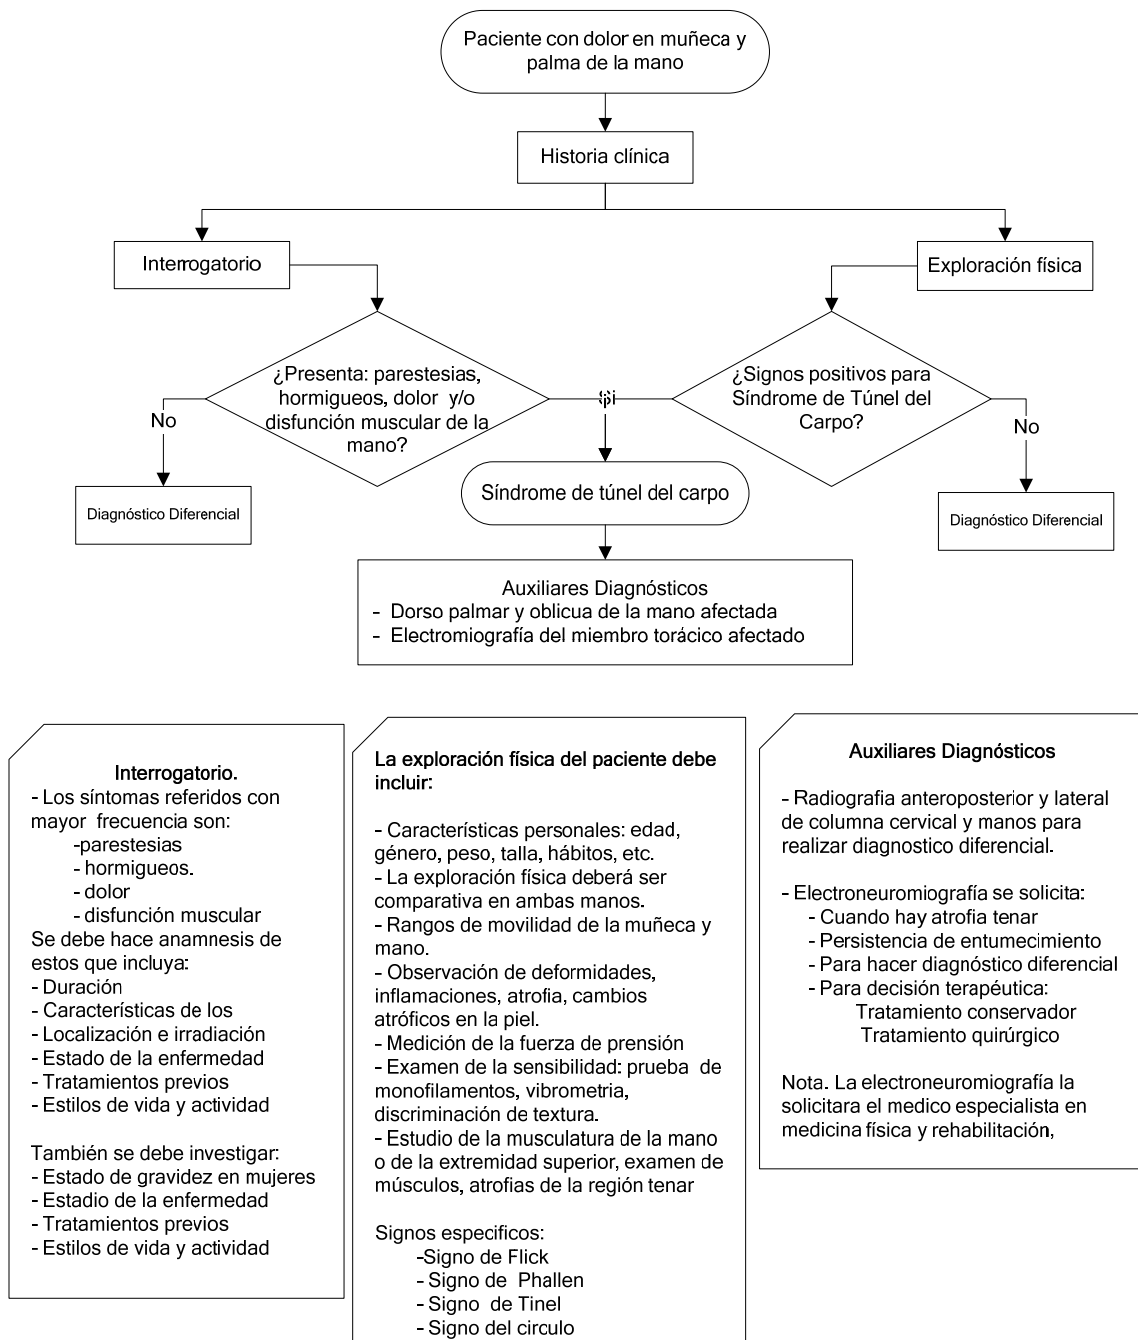 Paciente con dolor en muñeca y
palma de la mano
Historia clínica
Interrogatorio
Exploración física
¿Presenta: parestesias,
hormigueos, dolor y/o
disfunción muscular de la
mano?
Si
¿Signos positivos para
Síndrome de Túnel del
Carpo?
No
No
Diagnóstico Diferencial
Síndrome de túnel del carpo
Diagnóstico Diferencial
Auxiliares Diagnósticos
- Dorso palmar y oblicua de la mano afectada
- Electromiografía del miembro torácico afectado
Interrogatorio.
- Los síntomas referidos con
mayor frecuencia son:
-parestesias
- hormigueos.
- dolor
- disfunción muscular
Se debe hace anamnesis de
estos que incluya:
- Duración
- Características de los
- Localización e irradiación
- Estado de la enfermedad
- Tratamientos previos
- Estilos de vida y actividad
También se debe investigar:
- Estado de gravidez en mujeres
- Estadio de la enfermedad
- Tratamientos previos
- Estilos de vida y actividad
La exploración física del paciente debe
incluir:
- Características personales: edad,
género, peso, talla, hábitos, etc.
- La exploración física deberá ser
comparativa en ambas manos.
- Rangos de movilidad de la muñeca y
mano.
- Observación de deformidades,
inflamaciones, atrofia, cambios
atróficos en la piel.
- Medición de la fuerza de prensión
- Examen de la sensibilidad: prueba de
monofilamentos, vibrometria,
discriminación de textura.
- Estudio de la musculatura de la mano
o de la extremidad superior, examen de
músculos, atrofias de la región tenar
Signos especificos:
-Signo de Flick
- Signo de Phallen
- Signo de Tinel
- Signo del circulo
Auxiliares Diagnósticos
- Radiografia anteroposterior y lateral
de columna cervical y manos para
realizar diagnostico diferencial.
- Electroneuromiografía se solicita:
- Cuando hay atrofia tenar
- Persistencia de entumecimiento
- Para hacer diagnóstico diferencial
- Para decisión terapéutica:
Tratamiento conservador
Tratamiento quirúrgico
Nota. La electroneuromiografía la
solicitara el medico especialista en
medicina física y rehabilitación,